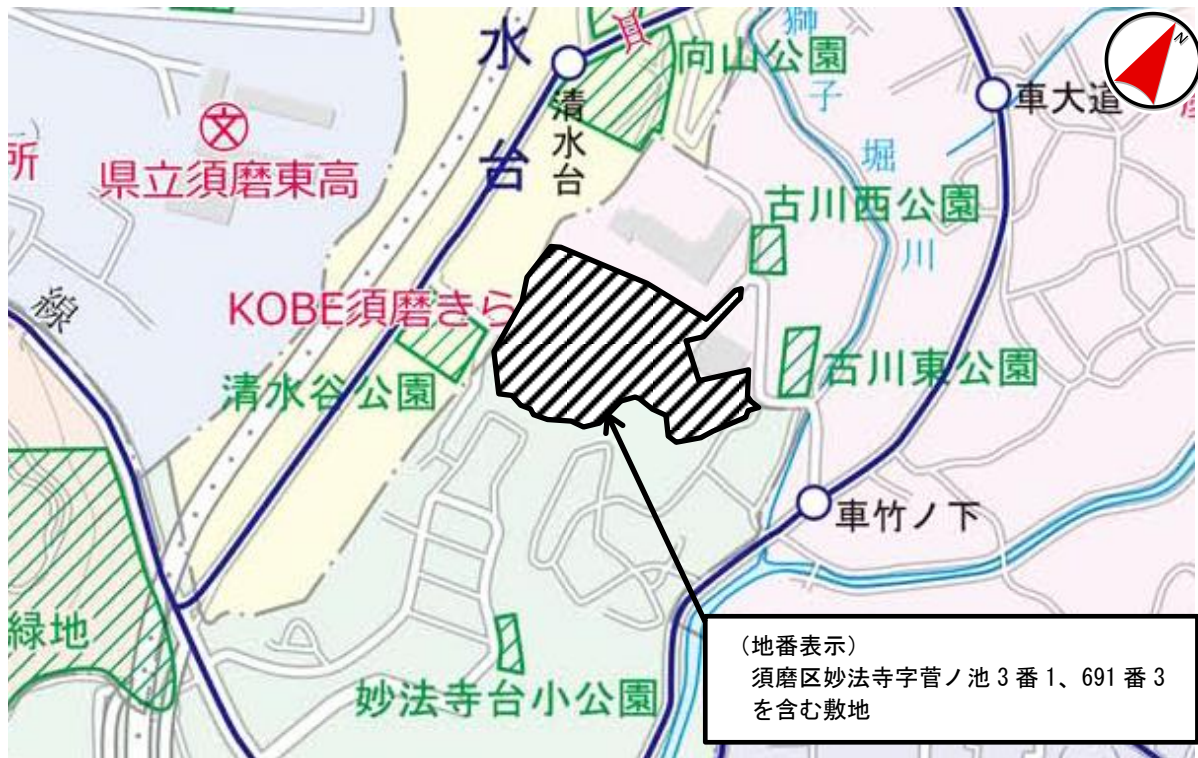 水
台
清水台
向山公園
獅子堀川
N
車大道
所
県立須磨東高
文
古川西公園
線
KOBE須磨きら
清水谷公園
古川東公園
車竹ノ下
緑地
妙法寺台小公園
(地番表示)
須磨区妙法寺字菅ノ池 3 番 1、691 番 3
を含む敷地